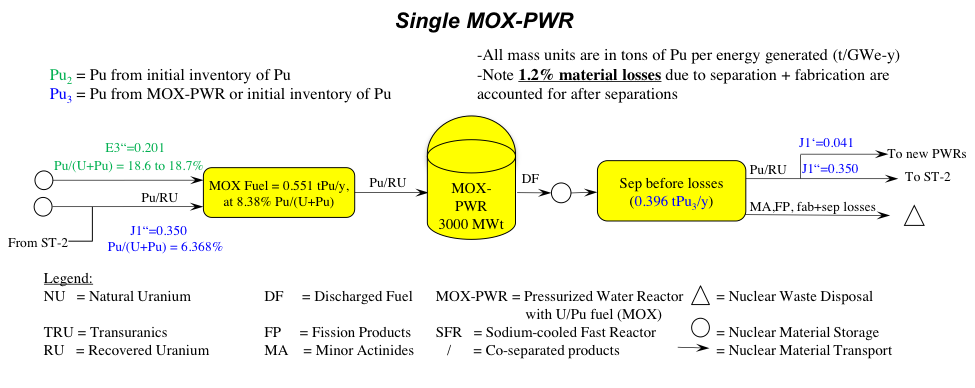 Single MOX-PWR
Pu2 = Pu from initial inventory of Pu
Pu3 = Pu from MOX-PWR or initial inventory of Pu
-All mass units are in tons of Pu per energy generated (t/GWe-y)
-Note 1.2% material losses due to separation + fabrication are
accounted for after separations
E3“=0.201
Pu/(U+Pu) = 18.6 to 18.7%
Pu/RU
From ST-2
J1“=0.350
Pu/(U+Pu) = 6.368%
MOX Fuel = 0.551 tPu/y,
at 8.38% Pu/(U+Pu)
Pu/RU
MOX-
PWR
3000 MWt
DF
Sep before losses
(0.396 tPu3/y)
Pu/RU
J1‘=0.041
To new PWRs
J1“=0.350
To ST-2
MA,FP, fab+sep losses
Legend:
NU = Natural Uranium
DF = Discharged Fuel
MOX-PWR = Pressurized Water Reactor
with U/Pu fuel (MOX)
= Nuclear Waste Disposal
TRU = Transuranics
FP = Fission Products
SFR = Sodium-cooled Fast Reactor
= Nuclear Material Storage
RU = Recovered Uranium
MA = Minor Actinides
/ = Co-separated products
= Nuclear Material Transport